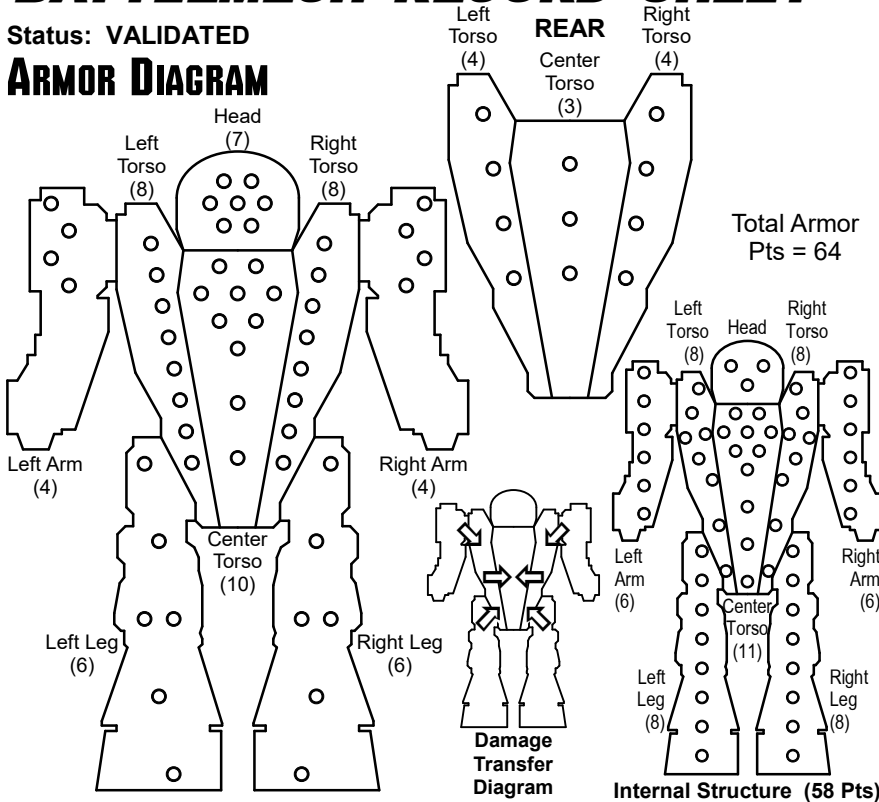 BATTLEMECH RECORD SHEET
Status: VALIDATED
ARMOR DIAGRAM
Head
(7)
Left
Torso
(8)
Right
Torso
(8)
Left Arm
(4)
Right Arm
(4)
Center
Torso
(10)
Left Leg
(6)
Right Leg
(6)
REAR
Left
Torso
(4)
Center
Torso
(3)
Right
Torso
(4)
Total Armor
Pts = 64
Left
Torso
(8)
Head
Right
Torso
(8)
Left
Arm
(6)
Right
Arm
(6)
Center
Torso
(11)
Left
Leg
(8)
Right
Leg
(8)
Damage
Transfer
Diagram
Internal Structure (58 Pts)